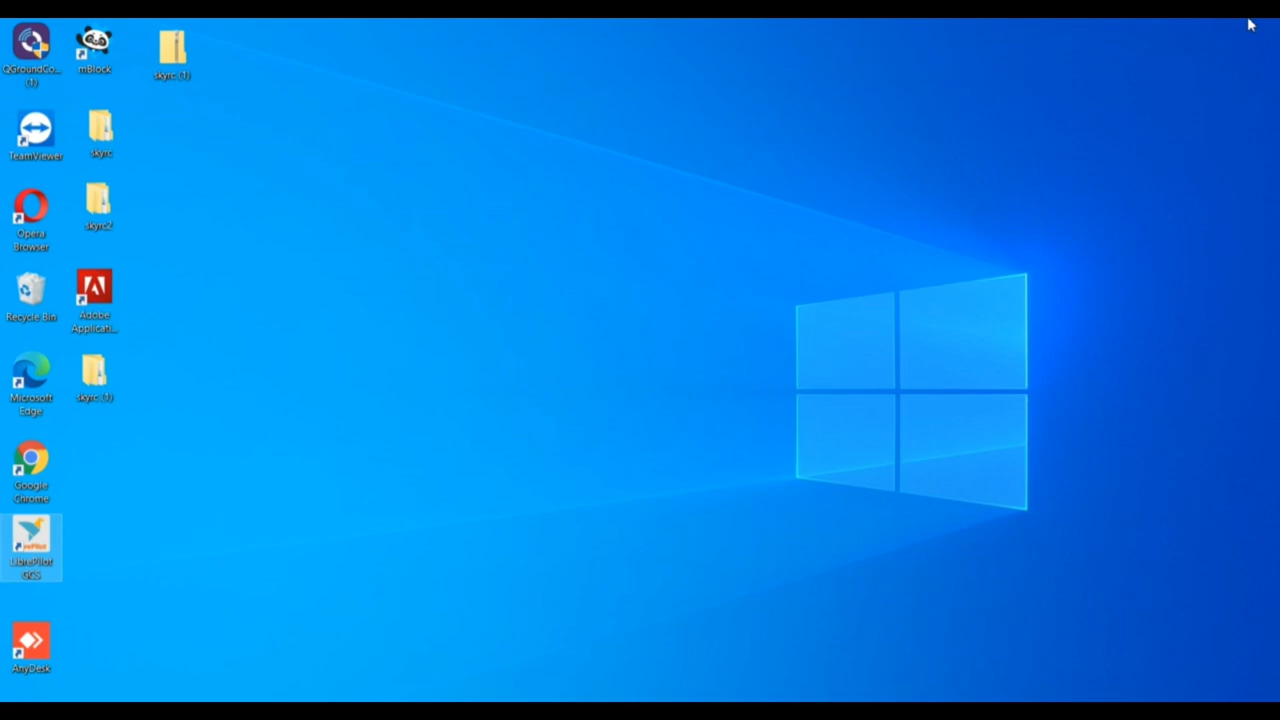 QGroundCo...
(1)
mBlock
skyrc (1)
TeamViewer
skyrc
Opera
Browser
skyrc2
Recycle Bin
Adobe
Applicati...
Microsoft
Edge
skyrc (1)
Google
Chrome
LibrePilot
GCS
AnyDesk